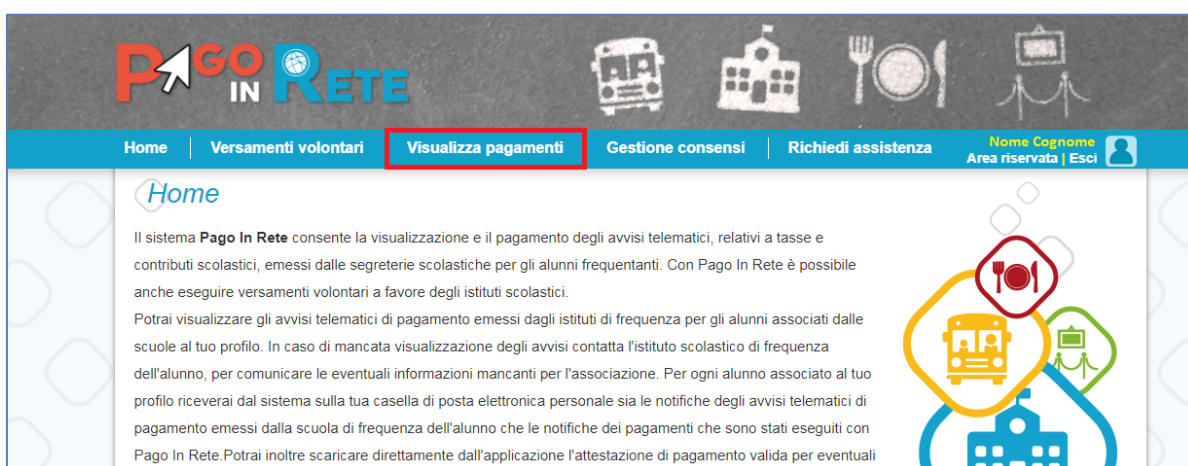 PAGO
IN RETE
Home Versamenti volontari Visualizza pagamenti Gestione consensi Richiedi assistenza Nome Cognome
Area riservata | Esci
Home
Il sistema Pago In Rete consente la visualizzazione e il pagamento degli avvisi telematici, relativi a tasse e
contributi scolastici, emessi dalle segreterie scolastiche per gli alunni frequentanti. Con Pago In Rete è possibile
anche eseguire versamenti volontari a favore degli istituti scolastici.
Potrai visualizzare gli avvisi telematici di pagamento emessi dagli istituti di frequenza per gli alunni associati dalle
scuole al tuo profilo. In caso di mancata visualizzazione degli avvisi contatta l'istituto scolastico di frequenza
dell'alunno, per comunicare le eventuali informazioni mancanti per l'associazione. Per ogni alunno associato al tuo
profilo riceverai dal sistema sulla tua casella di posta elettronica personale sia le notifiche degli avvisi telematici di
pagamento emessi dalla scuola di frequenza dell'alunno che le notifiche dei pagamenti che sono stati eseguiti con
Pago In Rete.Potrai inoltre scaricare direttamente dall'applicazione l'attestazione di pagamento valida per eventuali